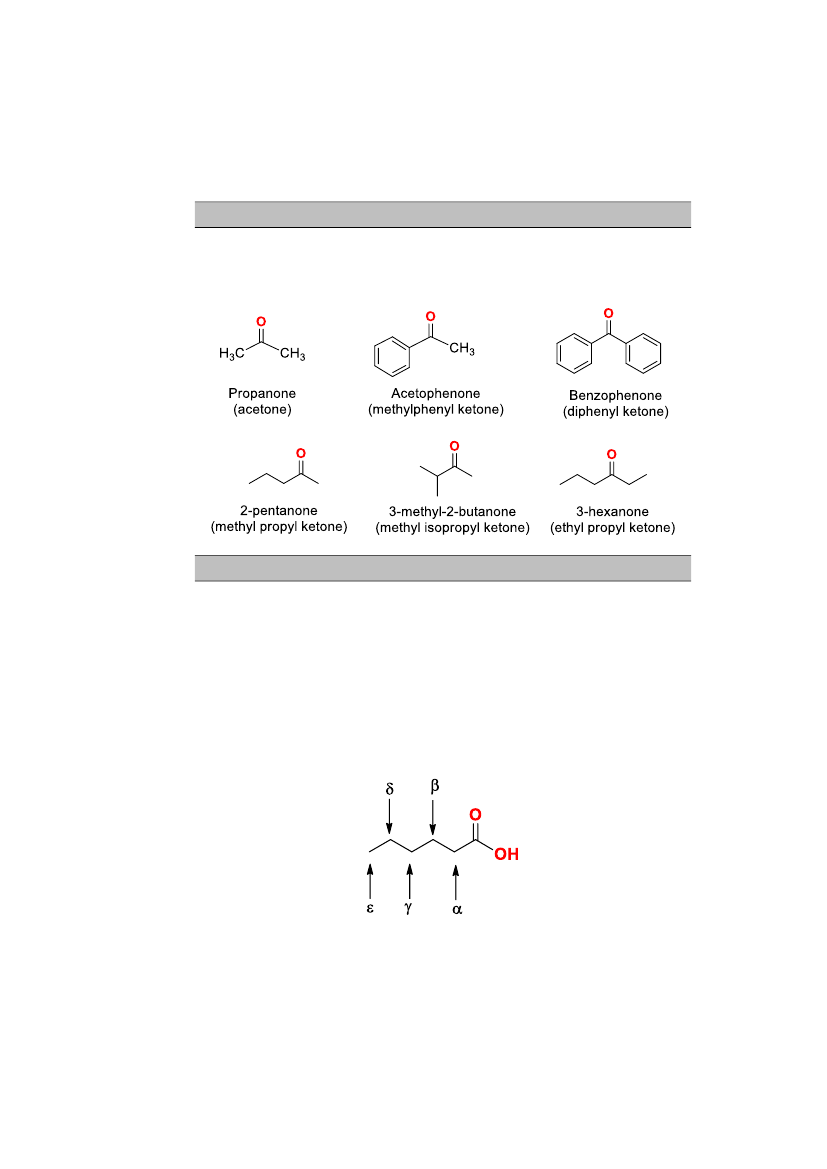 O
H3C
CH3
Propanone
(acetone)
O
CH3
Acetophenone
(methylphenyl ketone)
O
Benzophenone
(diphenyl ketone)
O
2-pentanone
(methyl propyl ketone)
O
3-methyl-2-butanone
(methyl isopropyl ketone)
O
3-hexanone
(ethyl propyl ketone)
δ
β
O
OH
ε
γ
α